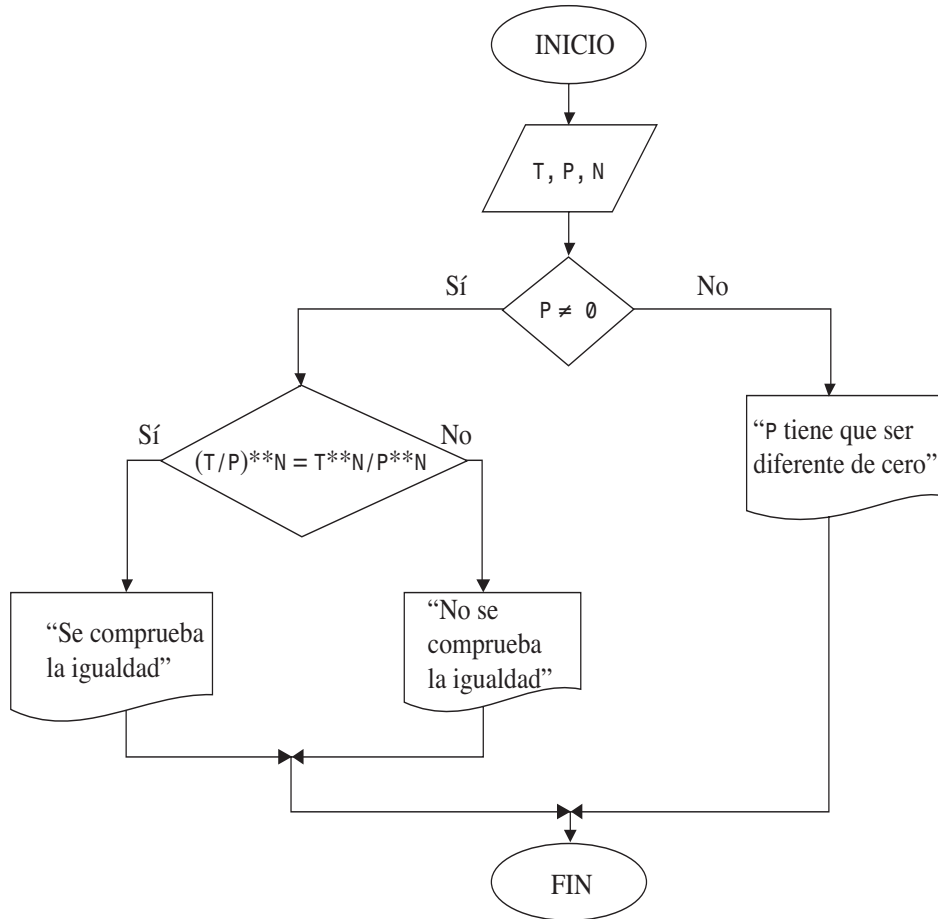 INICIO
T, P, N
Sí
No
P ≠ 0
Sí
No
(T/P)**N = T**N/P**N
“P tiene que ser
diferente de cero”
“Se comprueba
la igualdad”
“No se
comprueba
la igualdad”
FIN